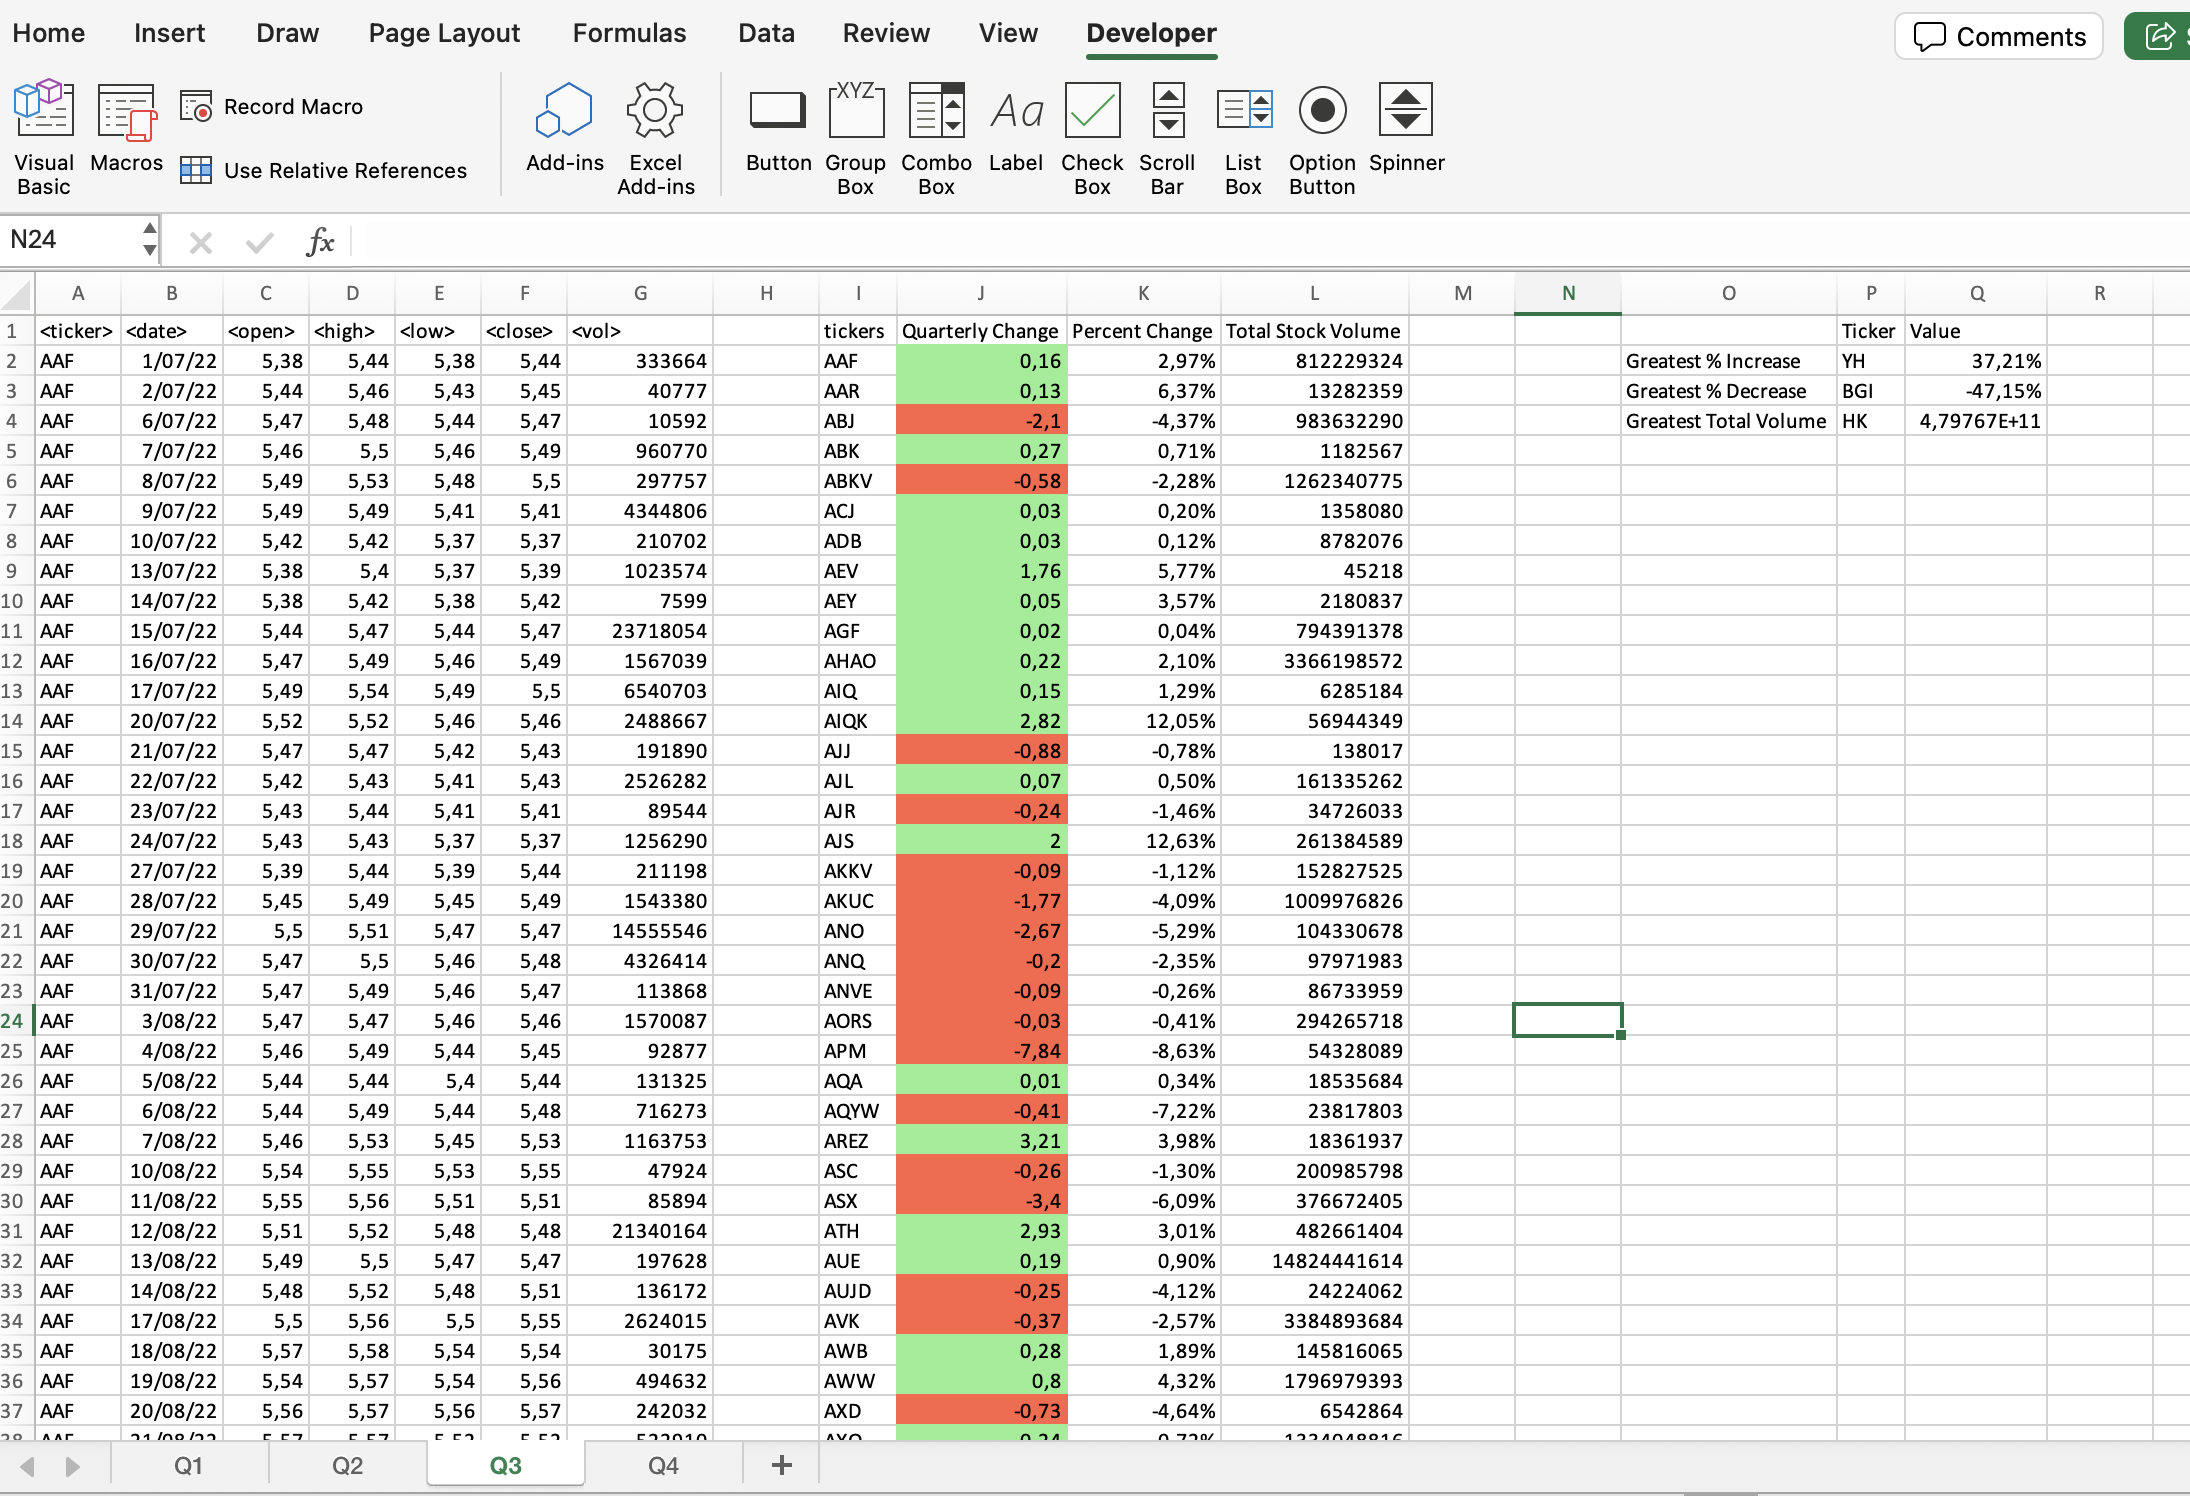 Home Insert Draw Page Layout Formulas Data Review View Developer Comments
Visual Basic Macros Record Macro Use Relative References Add-ins Excel Add-ins Button Group Box Combo Box Label Check Box Scroll Bar List Box Option Button Spinner
XYZ Aa
N24 fx
A B C D E F G H I J K L M N O P Q R
1 <ticker> <date> <open> <high> <low> <close> <vol> tickers Quarterly Change Percent Change Total Stock Volume Ticker Value
2 AAF 1/07/22 5,38 5,44 5,38 5,44 333664 AAF 0,16 2,97% 812229324 Greatest % Increase YH 37,21%
3 AAF 2/07/22 5,44 5,46 5,43 5,45 40777 AAR 0,13 6,37% 13282359 Greatest % Decrease BGI -47,15%
4 AAF 6/07/22 5,47 5,48 5,44 5,47 10592 ABJ -2,1 -4,37% 983632290 Greatest Total Volume HK 4,79767E+11
5 AAF 7/07/22 5,46 5,5 5,46 5,49 960770 ABK 0,27 0,71% 1182567
6 AAF 8/07/22 5,49 5,53 5,48 5,5 297757 ABKV -0,58 -2,28% 1262340775
7 AAF 9/07/22 5,49 5,49 5,41 5,41 4344806 ACJ 0,03 0,20% 1358080
8 AAF 10/07/22 5,42 5,42 5,37 5,37 210702 ADB 0,03 0,12% 8782076
9 AAF 13/07/22 5,38 5,4 5,37 5,39 1023574 AEV 1,76 5,77% 45218
10 AAF 14/07/22 5,38 5,42 5,38 5,42 7599 AEY 0,05 3,57% 2180837
11 AAF 15/07/22 5,44 5,47 5,44 5,47 23718054 AGF 0,02 0,04% 794391378
12 AAF 16/07/22 5,47 5,49 5,46 5,49 1567039 AHAO 0,22 2,10% 3366198572
13 AAF 17/07/22 5,49 5,54 5,49 5,5 6540703 AIQ 0,15 1,29% 6285184
14 AAF 20/07/22 5,52 5,52 5,46 5,46 2488667 AIQK 2,82 12,05% 56944349
15 AAF 21/07/22 5,47 5,47 5,42 5,43 191890 AJJ -0,88 -0,78% 138017
16 AAF 22/07/22 5,42 5,43 5,41 5,43 2526282 AJL 0,07 0,50% 161335262
17 AAF 23/07/22 5,43 5,44 5,41 5,41 89544 AJR -0,24 -1,46% 34726033
18 AAF 24/07/22 5,43 5,43 5,37 5,37 1256290 AJS 2 12,63% 261384589
19 AAF 27/07/22 5,39 5,44 5,39 5,44 211198 AKKV -0,09 -1,12% 152827525
20 AAF 28/07/22 5,45 5,49 5,45 5,49 1543380 AKUC -1,77 -4,09% 1009976826
21 AAF 29/07/22 5,5 5,51 5,47 5,47 14555546 ANO -2,67 -5,29% 104330678
22 AAF 30/07/22 5,47 5,5 5,46 5,48 4326414 ANQ -0,2 -2,35% 97971983
23 AAF 31/07/22 5,47 5,49 5,46 5,47 113868 ANVE -0,09 -0,26% 86733959
24 AAF 3/08/22 5,47 5,47 5,46 5,46 1570087 AORS -0,03 -0,41% 294265718
25 AAF 4/08/22 5,46 5,49 5,44 5,45 92877 APM -7,84 -8,63% 54328089
26 AAF 5/08/22 5,44 5,44 5,4 5,44 131325 AQA 0,01 0,34% 18535684
27 AAF 6/08/22 5,44 5,49 5,44 5,48 716273 AQYW -0,41 -7,22% 23817803
28 AAF 7/08/22 5,46 5,53 5,45 5,53 1163753 AREZ 3,21 3,98% 18361937
29 AAF 10/08/22 5,54 5,55 5,53 5,55 47924 ASC -0,26 -1,30% 200985798
30 AAF 11/08/22 5,55 5,56 5,51 5,51 85894 ASX -3,4 -6,09% 376672405
31 AAF 12/08/22 5,51 5,52 5,48 5,48 21340164 ATH 2,93 3,01% 482661404
32 AAF 13/08/22 5,49 5,5 5,47 5,47 197628 AUE 0,19 0,90% 14824441614
33 AAF 14/08/22 5,48 5,52 5,48 5,51 136172 AUJD -0,25 -4,12% 24224062
34 AAF 17/08/22 5,5 5,56 5,5 5,55 2624015 AVK -0,37 -2,57% 3384893684
35 AAF 18/08/22 5,57 5,58 5,54 5,54 30175 AWB 0,28 1,89% 145816065
36 AAF 19/08/22 5,54 5,57 5,54 5,56 494632 AWW 0,8 4,32% 1796979393
37 AAF 20/08/22 5,56 5,57 5,56 5,57 242032 AXD -0,73 -4,64% 6542864
Q1 Q2 Q3 Q4 +